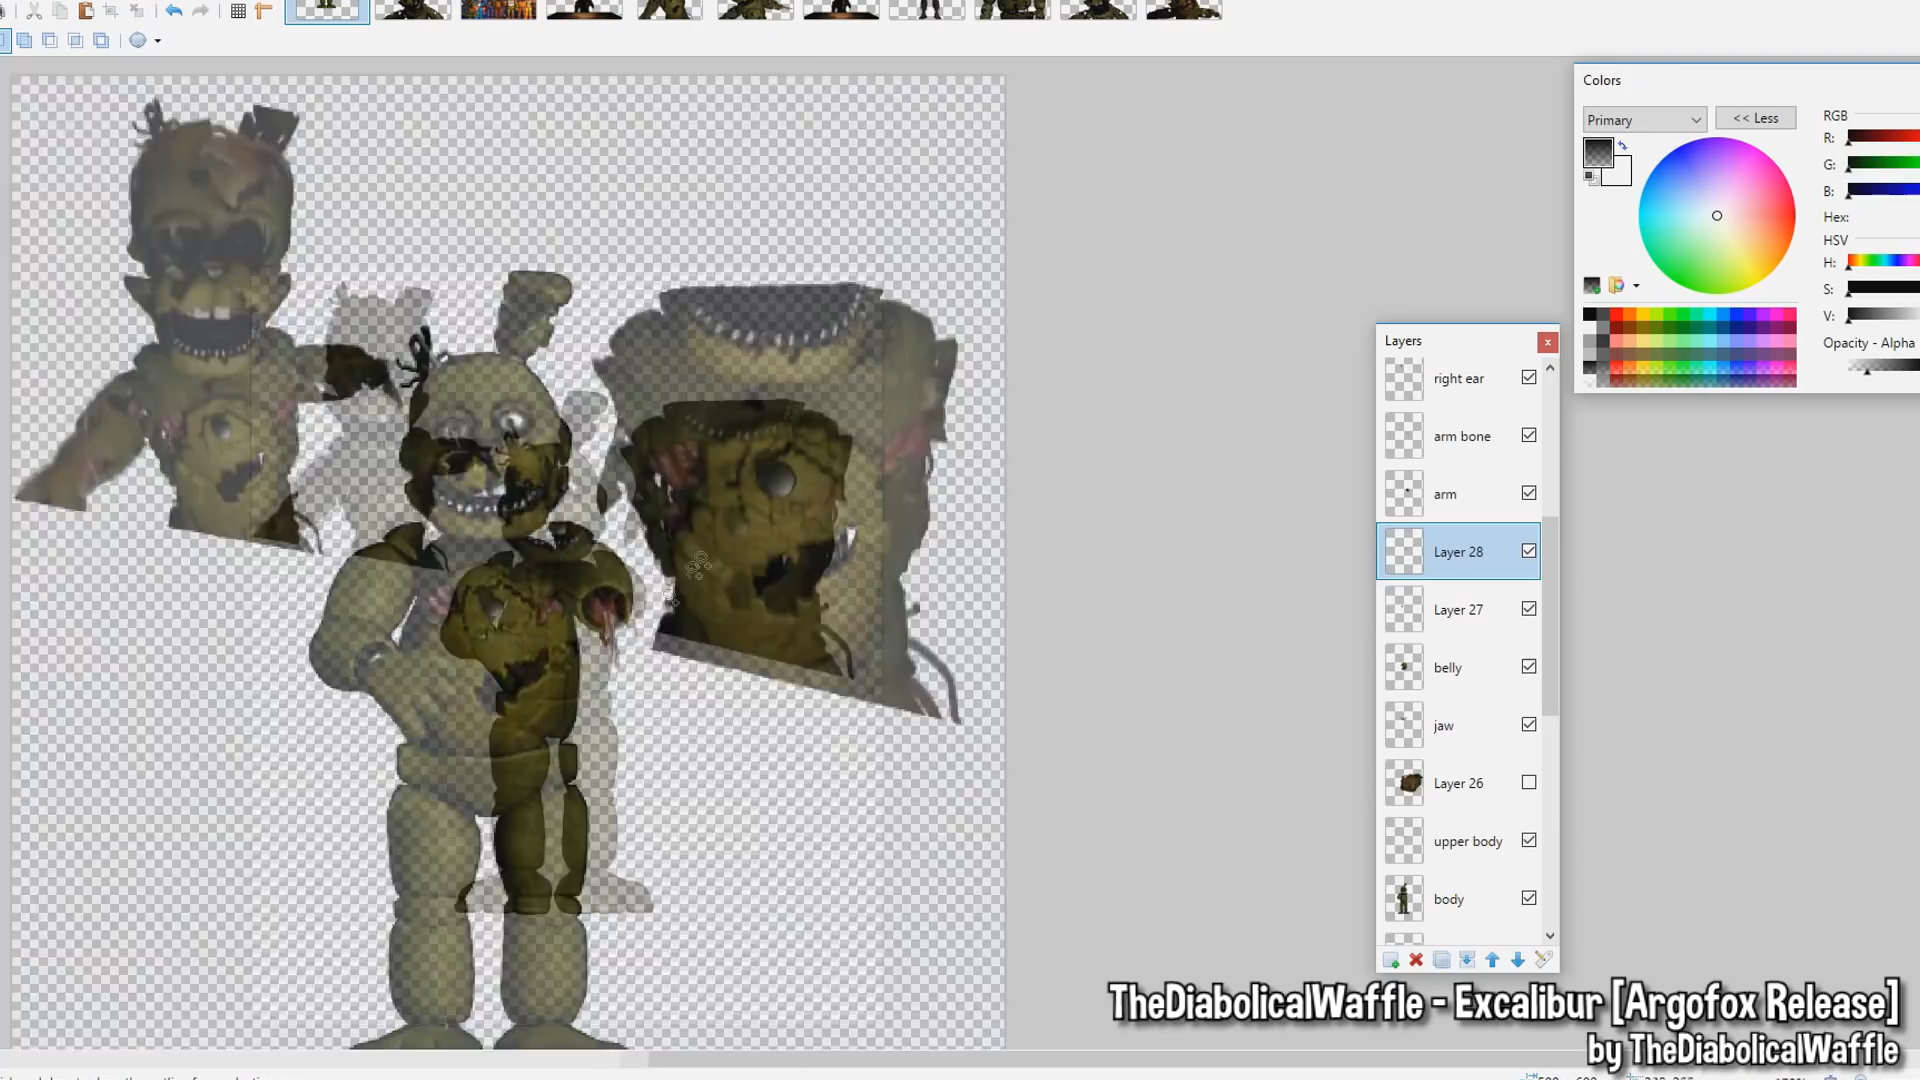 Colors
Primary
<< Less
RGB
R:
G:
B:
Hex:
HSV
H:
S:
V:
Opacity - Alpha
Layers
right ear
arm bone
arm
Layer 28
Layer 27
belly
jaw
Layer 26
upper body
body
TheDiabolicalWaffle - Excalibur [Argofox Release]
by TheDiabolicalWaffle